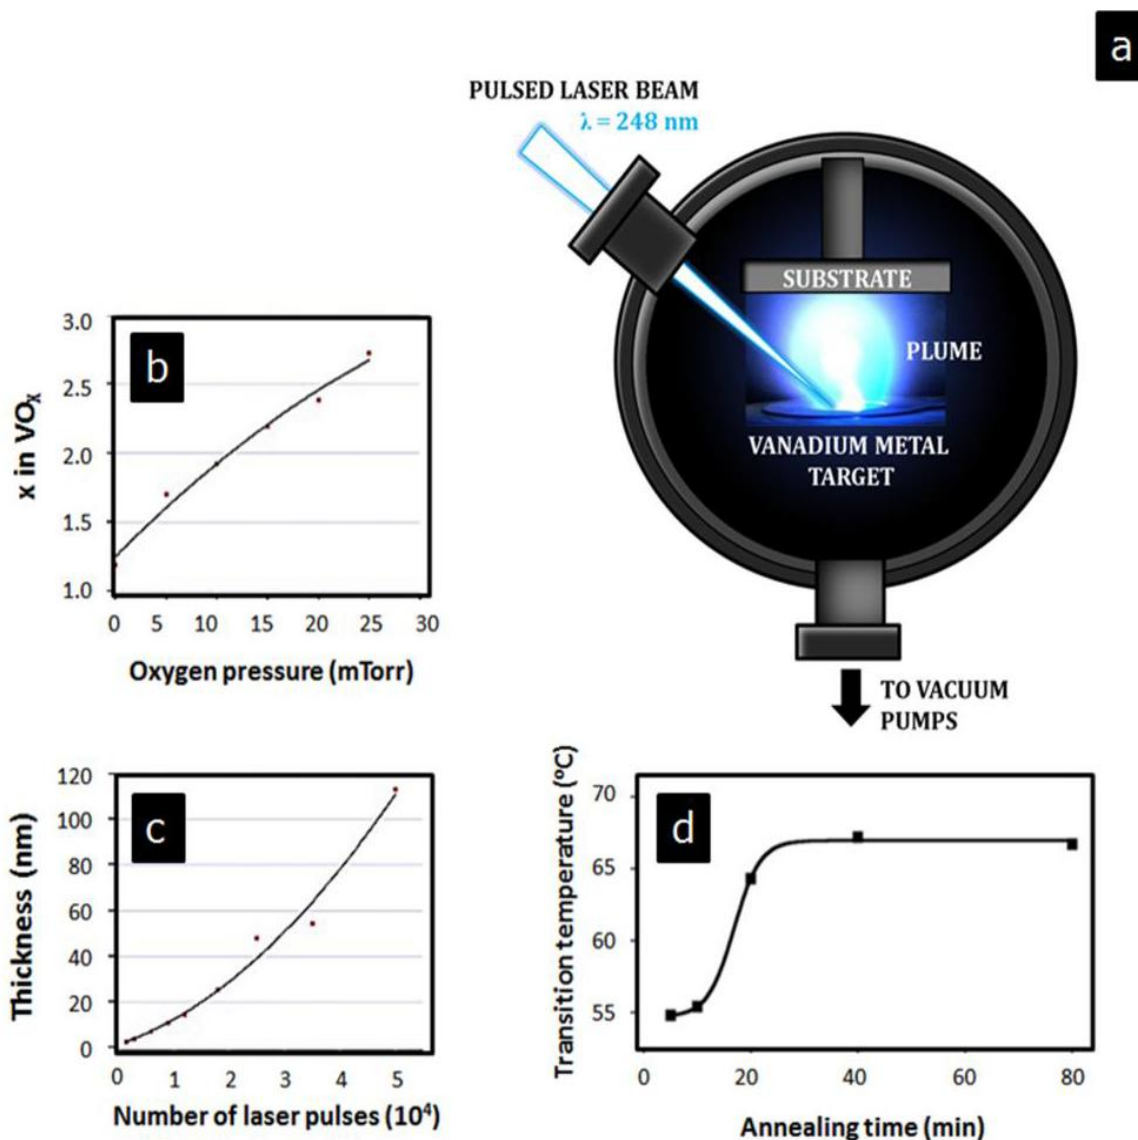 a
PULSED LASER BEAM
λ = 248 nm
SUBSTRATE
PLUME
VANADIUM METAL
TARGET
TO VACUUM
PUMPS
b
x in VOχ
3.0
2.5
2.0
1.5
1.0
0 5 10 15 20 25 30
Oxygen pressure (mTorr)
c
Thickness (nm)
120
100
80
60
40
20
0
0 1 2 3 4 5
Number of laser pulses (10⁴)
d
Transition temperature (°C)
70
65
60
55
0 20 40 60 80
Annealing time (min)